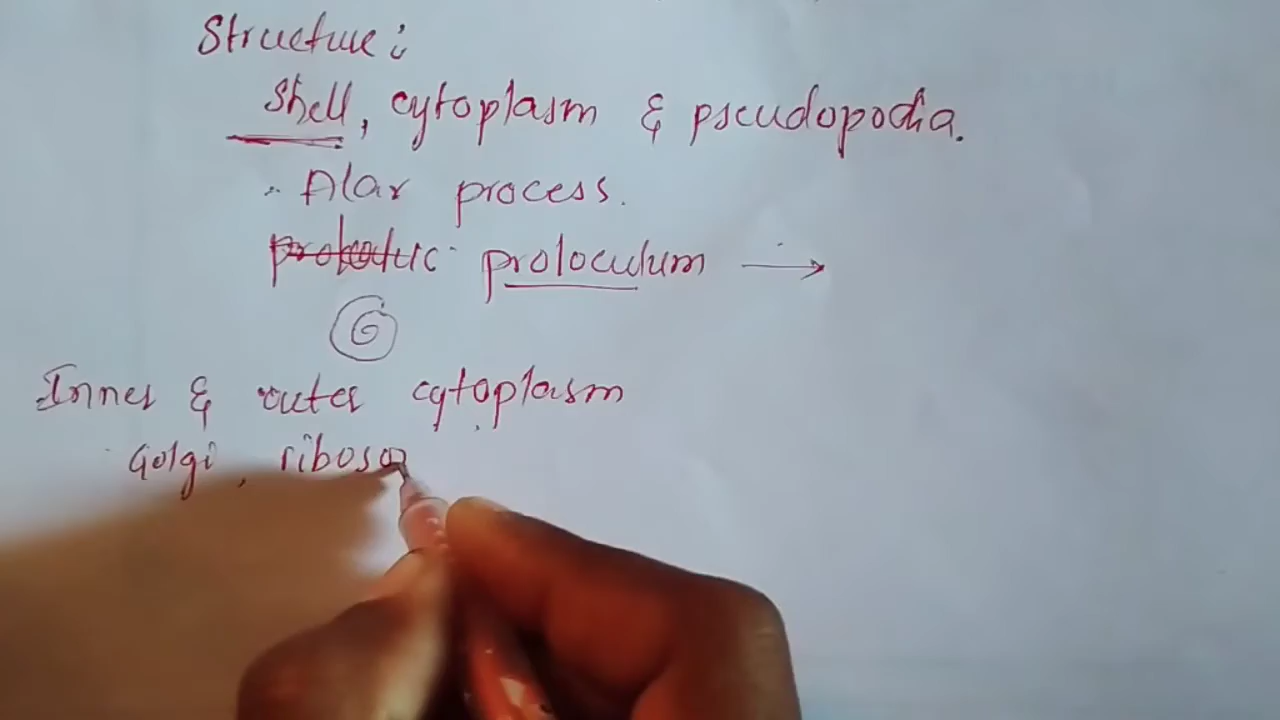 Structure:
Shell, cytoplasm & pseudopodia.
Alar process.
proloculum →
Inner & outer cytoplasm
Golgi, riboso